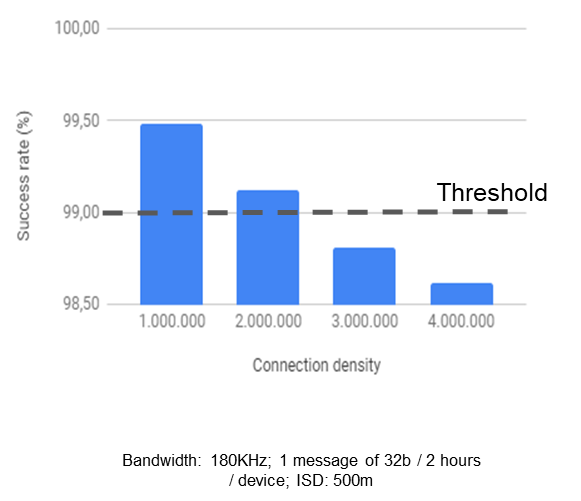 100,00
99,50
Threshold
99,00
98,50
Success rate (%)
1.000.000 2.000.000 3.000.000 4.000.000
Connection density
Bandwidth: 180KHz; 1 message of 32b / 2 hours
/ device; ISD: 500m